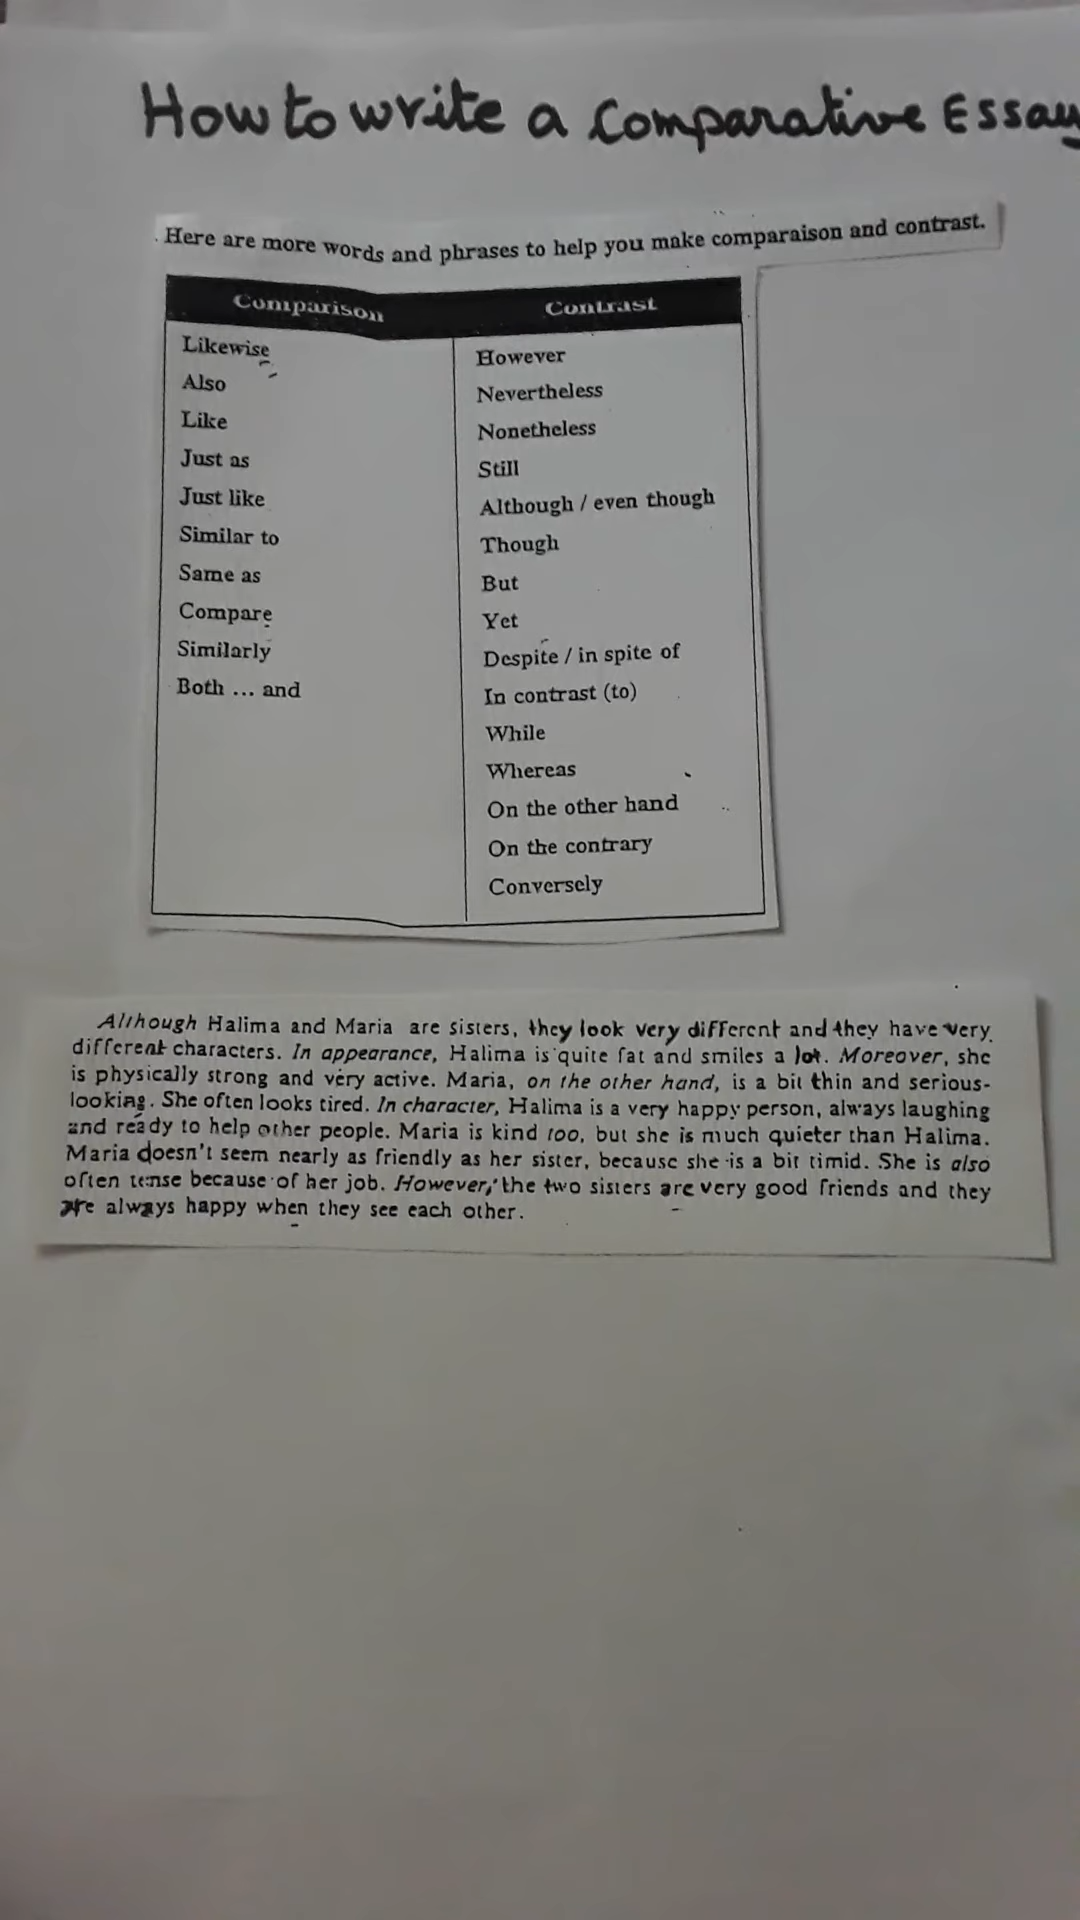 How to write a Comparative Essay
Here are more words and phrases to help you make comparaison and contrast.
Comparison
Likewise
Also
Like
Just as
Just like
Similar to
Same as
Compare
Similarly
Both ... and
Contrast
However
Nevertheless
Nonetheless
Still
Although / even though
Though
But
Yet
Despite / in spite of
In contrast (to)
While
Whereas
On the other hand
On the contrary
Conversely
Although Halima and Maria are sisters, they look very different and they have very
different characters. In appearance, Halima is quite fat and smiles a lot. Moreover, she
is physically strong and very active. Maria, on the other hand, is a bit thin and serious-
looking. She often looks tired. In character, Halima is a very happy person, always laughing
and ready to help other people. Maria is kind too, but she is much quieter than Halima.
Maria doesn't seem nearly as friendly as her sister, because she is a bit timid. She is also
often tense because of her job. However, the two sisters are very good friends and they
are always happy when they see each other.